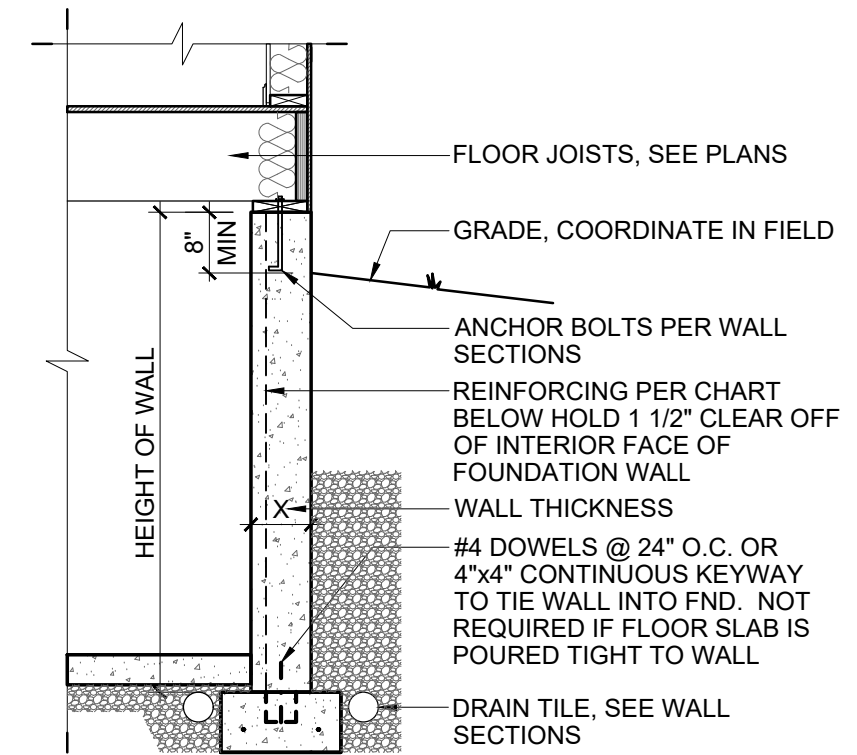 FLOOR JOISTS, SEE PLANS
8"
MIN
GRADE, COORDINATE IN FIELD
ANCHOR BOLTS PER WALL
SECTIONS
REINFORCING PER CHART
BELOW HOLD 1 1/2" CLEAR OFF
OF INTERIOR FACE OF
FOUNDATION WALL
HEIGHT OF WALL
X
WALL THICKNESS
#4 DOWELS @ 24" O.C. OR
4"x4" CONTINUOUS KEYWAY
TO TIE WALL INTO FND. NOT
REQUIRED IF FLOOR SLAB IS
POURED TIGHT TO WALL
DRAIN TILE, SEE WALL
SECTIONS